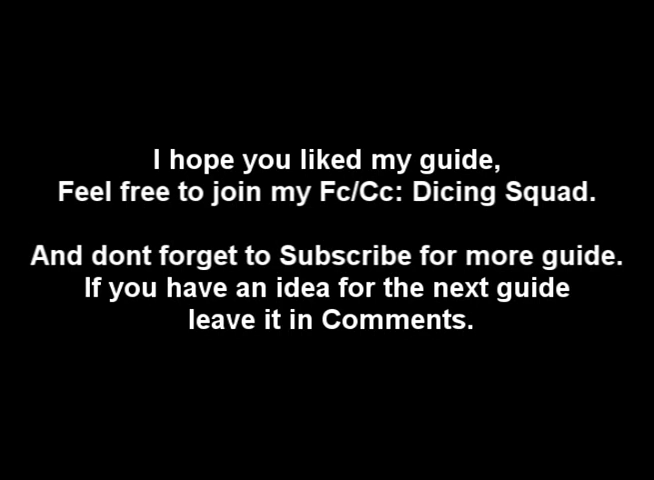 I hope you liked my guide,
Feel free to join my Fc/Cc: Dicing Squad.
And dont forget to Subscribe for more guide.
If you have an idea for the next guide
leave it in Comments.